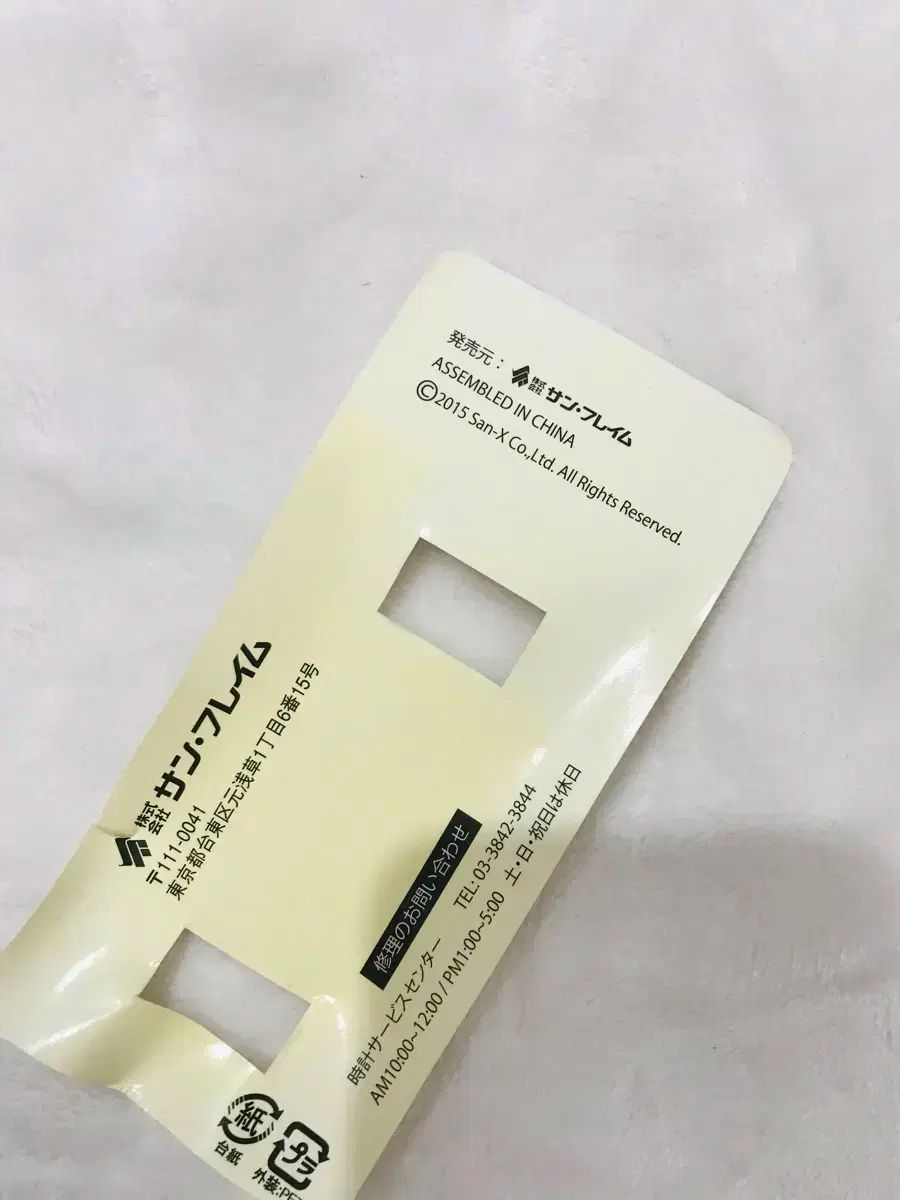 発売元：株式会社サン・フレイム
ASSEMBLED IN CHINA
©2015 San-X Co.,Ltd. All Rights Reserved.
株式会社サン・フレイム
〒111-0041
東京都台東区元浅草1丁目6番15号
修理のお問い合わせ
時計サービスセンター TEL: 03-3842-3844
AM10:00~12:00 / PM1:00~5:00 土・日・祝日は休日
紙
台紙
プラ
外装:PET